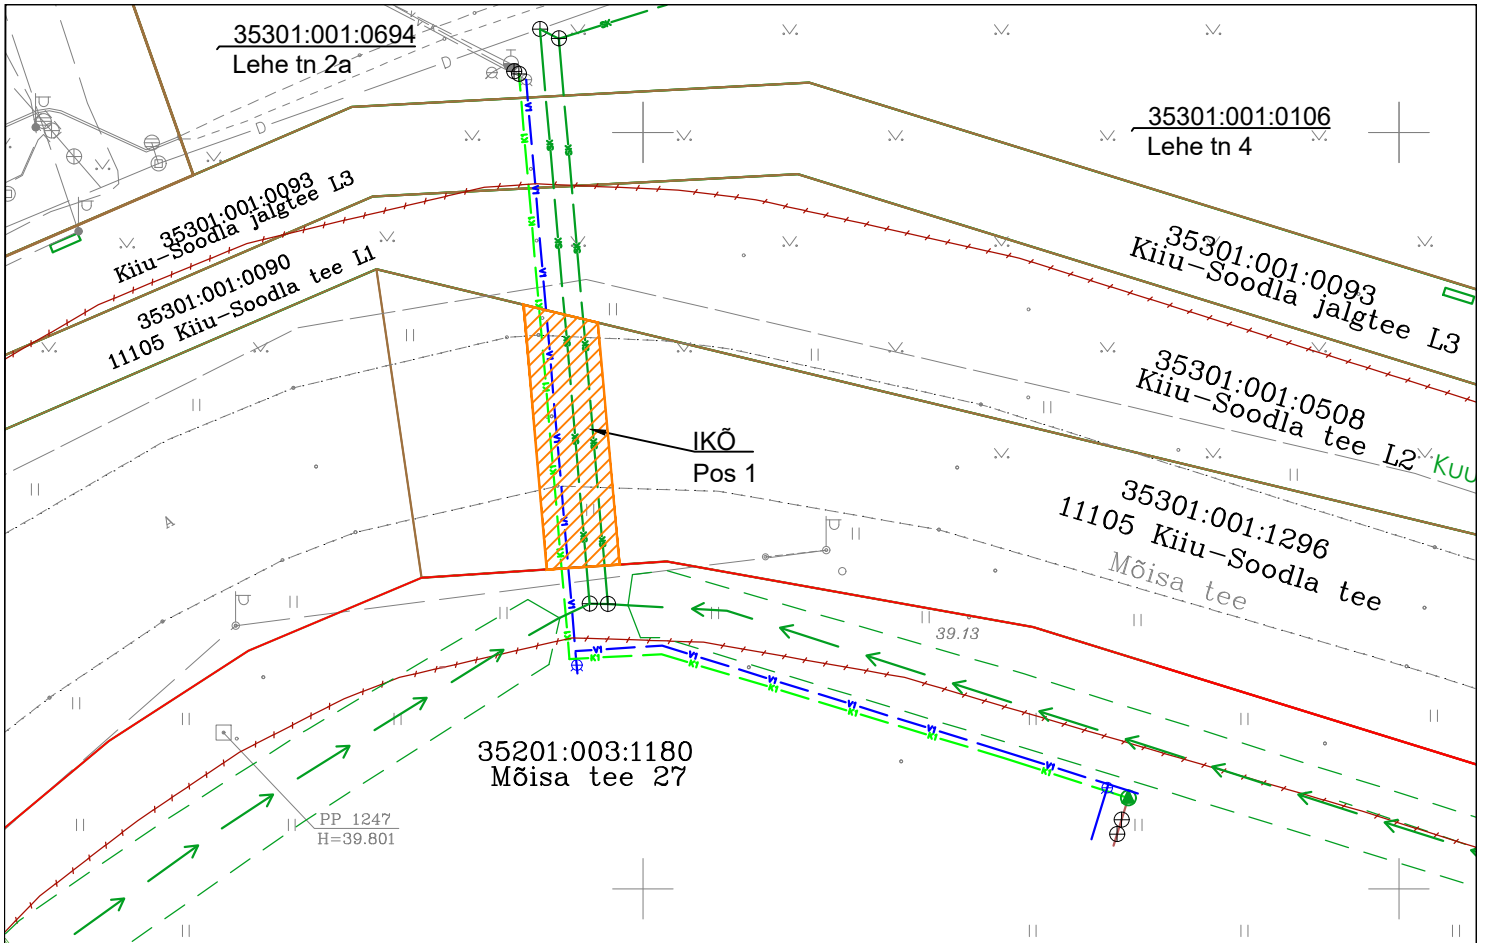 35301:001:0694
Lehe tn 2a
35301:001:0106
Lehe tn 4
35301:001:0093
Kiiu-Soodla jalgtee L3
35301:001:0090
11105 Kiiu-Soodla tee L1
35301:001:0093
Kiiu-Soodla jalgtee L3
35301:001:0508
Kiiu-Soodla tee L2
Kuu
35301:001:1296
11105 Kiiu-Soodla tee
Mõisa tee
IKÕ
Pos 1
39.13
35201:003:1180
Mõisa tee 27
PP 1247
H=39.801